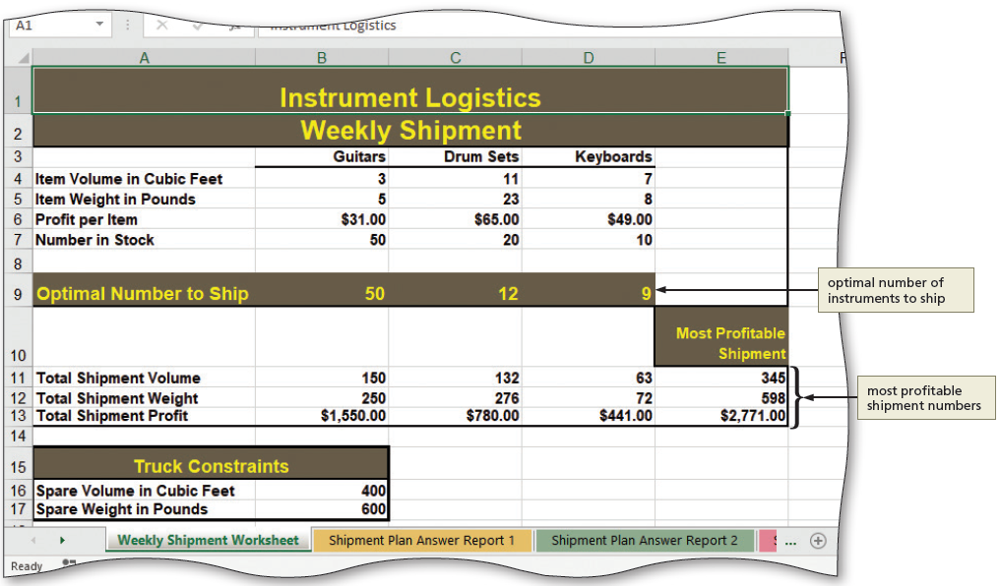 A1
Instrument Logistics
A B C D E F
1 Instrument Logistics
2 Weekly Shipment
3 Guitars Drum Sets Keyboards
4 Item Volume in Cubic Feet 3 11 7
5 Item Weight in Pounds 5 23 8
6 Profit per Item $31.00 $65.00 $49.00
7 Number in Stock 50 20 10
8
9 Optimal Number to Ship 50 12 9
optimal number of
instruments to ship
Most Profitable
10 Shipment
11 Total Shipment Volume 150 132 63 345
12 Total Shipment Weight 250 276 72 598
13 Total Shipment Profit $1,550.00 $780.00 $441.00 $2,771.00
most profitable
shipment numbers
14
15 Truck Constraints
16 Spare Volume in Cubic Feet 400
17 Spare Weight in Pounds 600
Weekly Shipment Worksheet Shipment Plan Answer Report 1 Shipment Plan Answer Report 2 ...
Ready